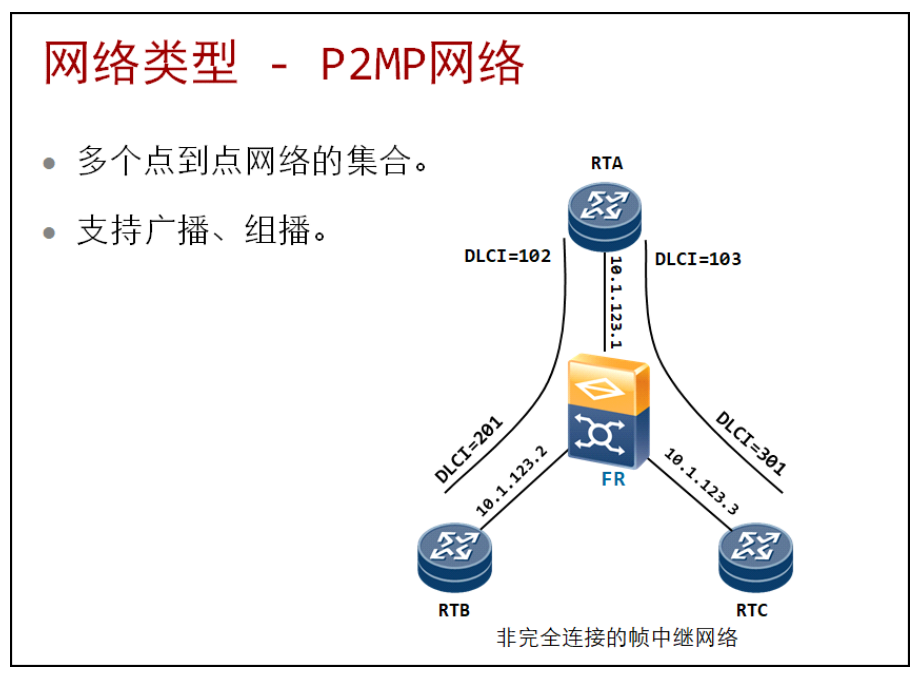 网络类型 - P2MP网络
• 多个点到点网络的集合。
• 支持广播、组播。
RTA
DLCI=102
DLCI=103
10.1.123.1
DLCI=201
DLCI=301
10.1.123.2
10.1.123.3
FR
RTB
RTC
非完全连接的帧中继网络